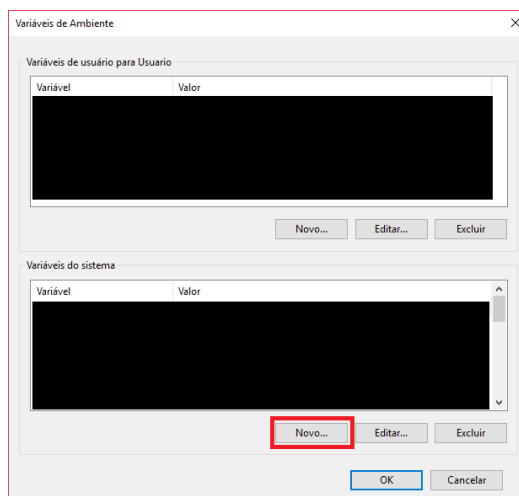 Variáveis de Ambiente
Variáveis de usuário para Usuario
Variável Valor
Novo... Editar... Excluir
Variáveis do sistema
Variável Valor
Novo... Editar... Excluir
OK Cancelar